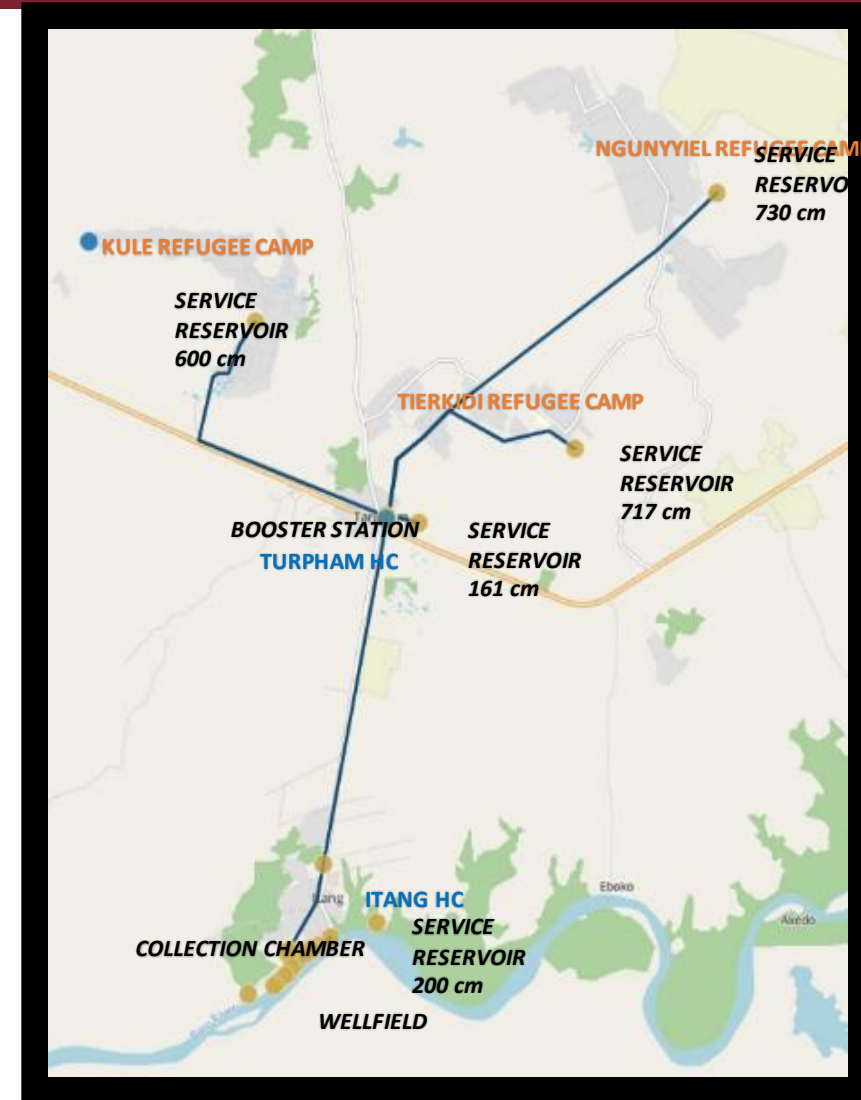 NGUNYYIEL REFUGEE CAM
SERVICE
RESERVO
730 cm
KULE REFUGEE CAMP
SERVICE
RESERVOIR
600 cm
TIERKIDI REFUGEE CAMP
SERVICE
RESERVOIR
717 cm
BOOSTER STATION
TURPHAM HC
SERVICE
RESERVOIR
161 cm
Eboko
Akedo
ITANG HC
SERVICE
RESERVOIR
200 cm
COLLECTION CHAMBER
WELLFIELD